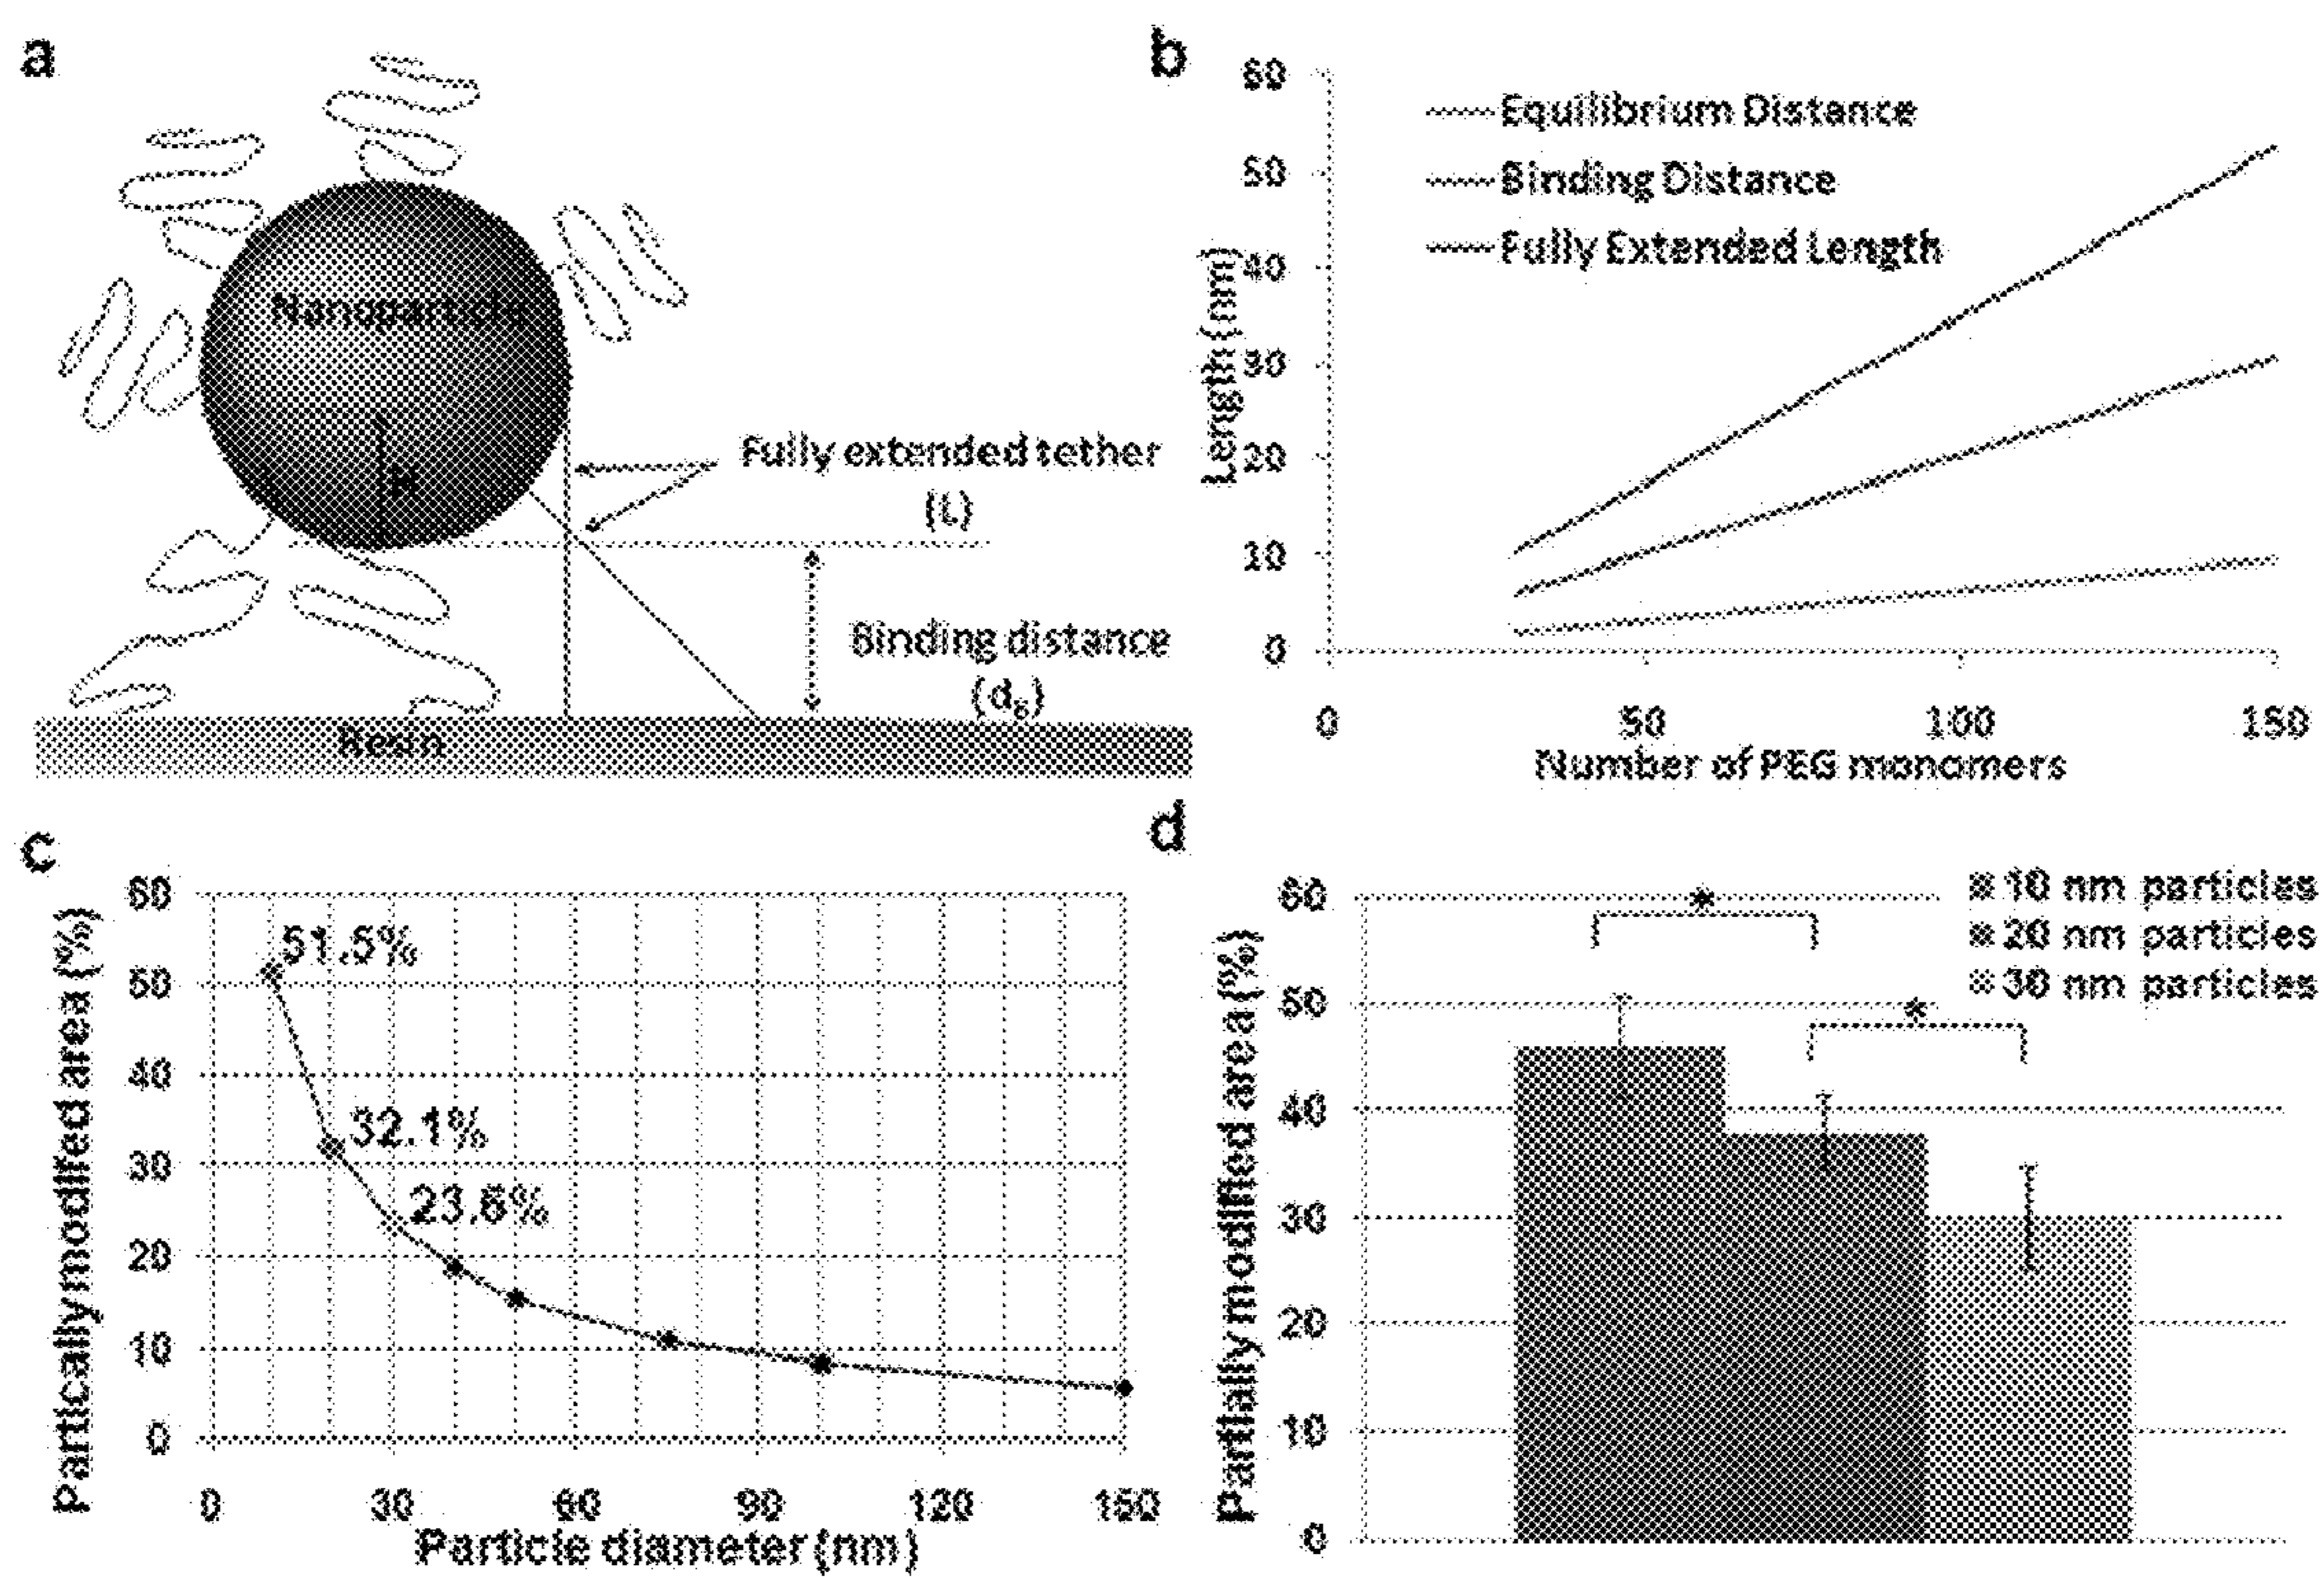 a
Nanoparticle
R
Fully extended tether
(L)
Binding distance
(d_B)
Resin
b
60
50
40
30
20
10
0
Length (nm)
Equilibrium Distance
Binding Distance
Fully Extended Length
0 50 100 150
Number of PEG monomers
c
60
50
40
30
20
10
0
Particallymodifed area (%)
51.5%
32.1%
23.6%
0 30 60 90 120 150
Particle diameter (nm)
d
60
50
40
30
20
10
0
Partially modified area (%)
* 
*
10 nm particles
20 nm particles
30 nm particles